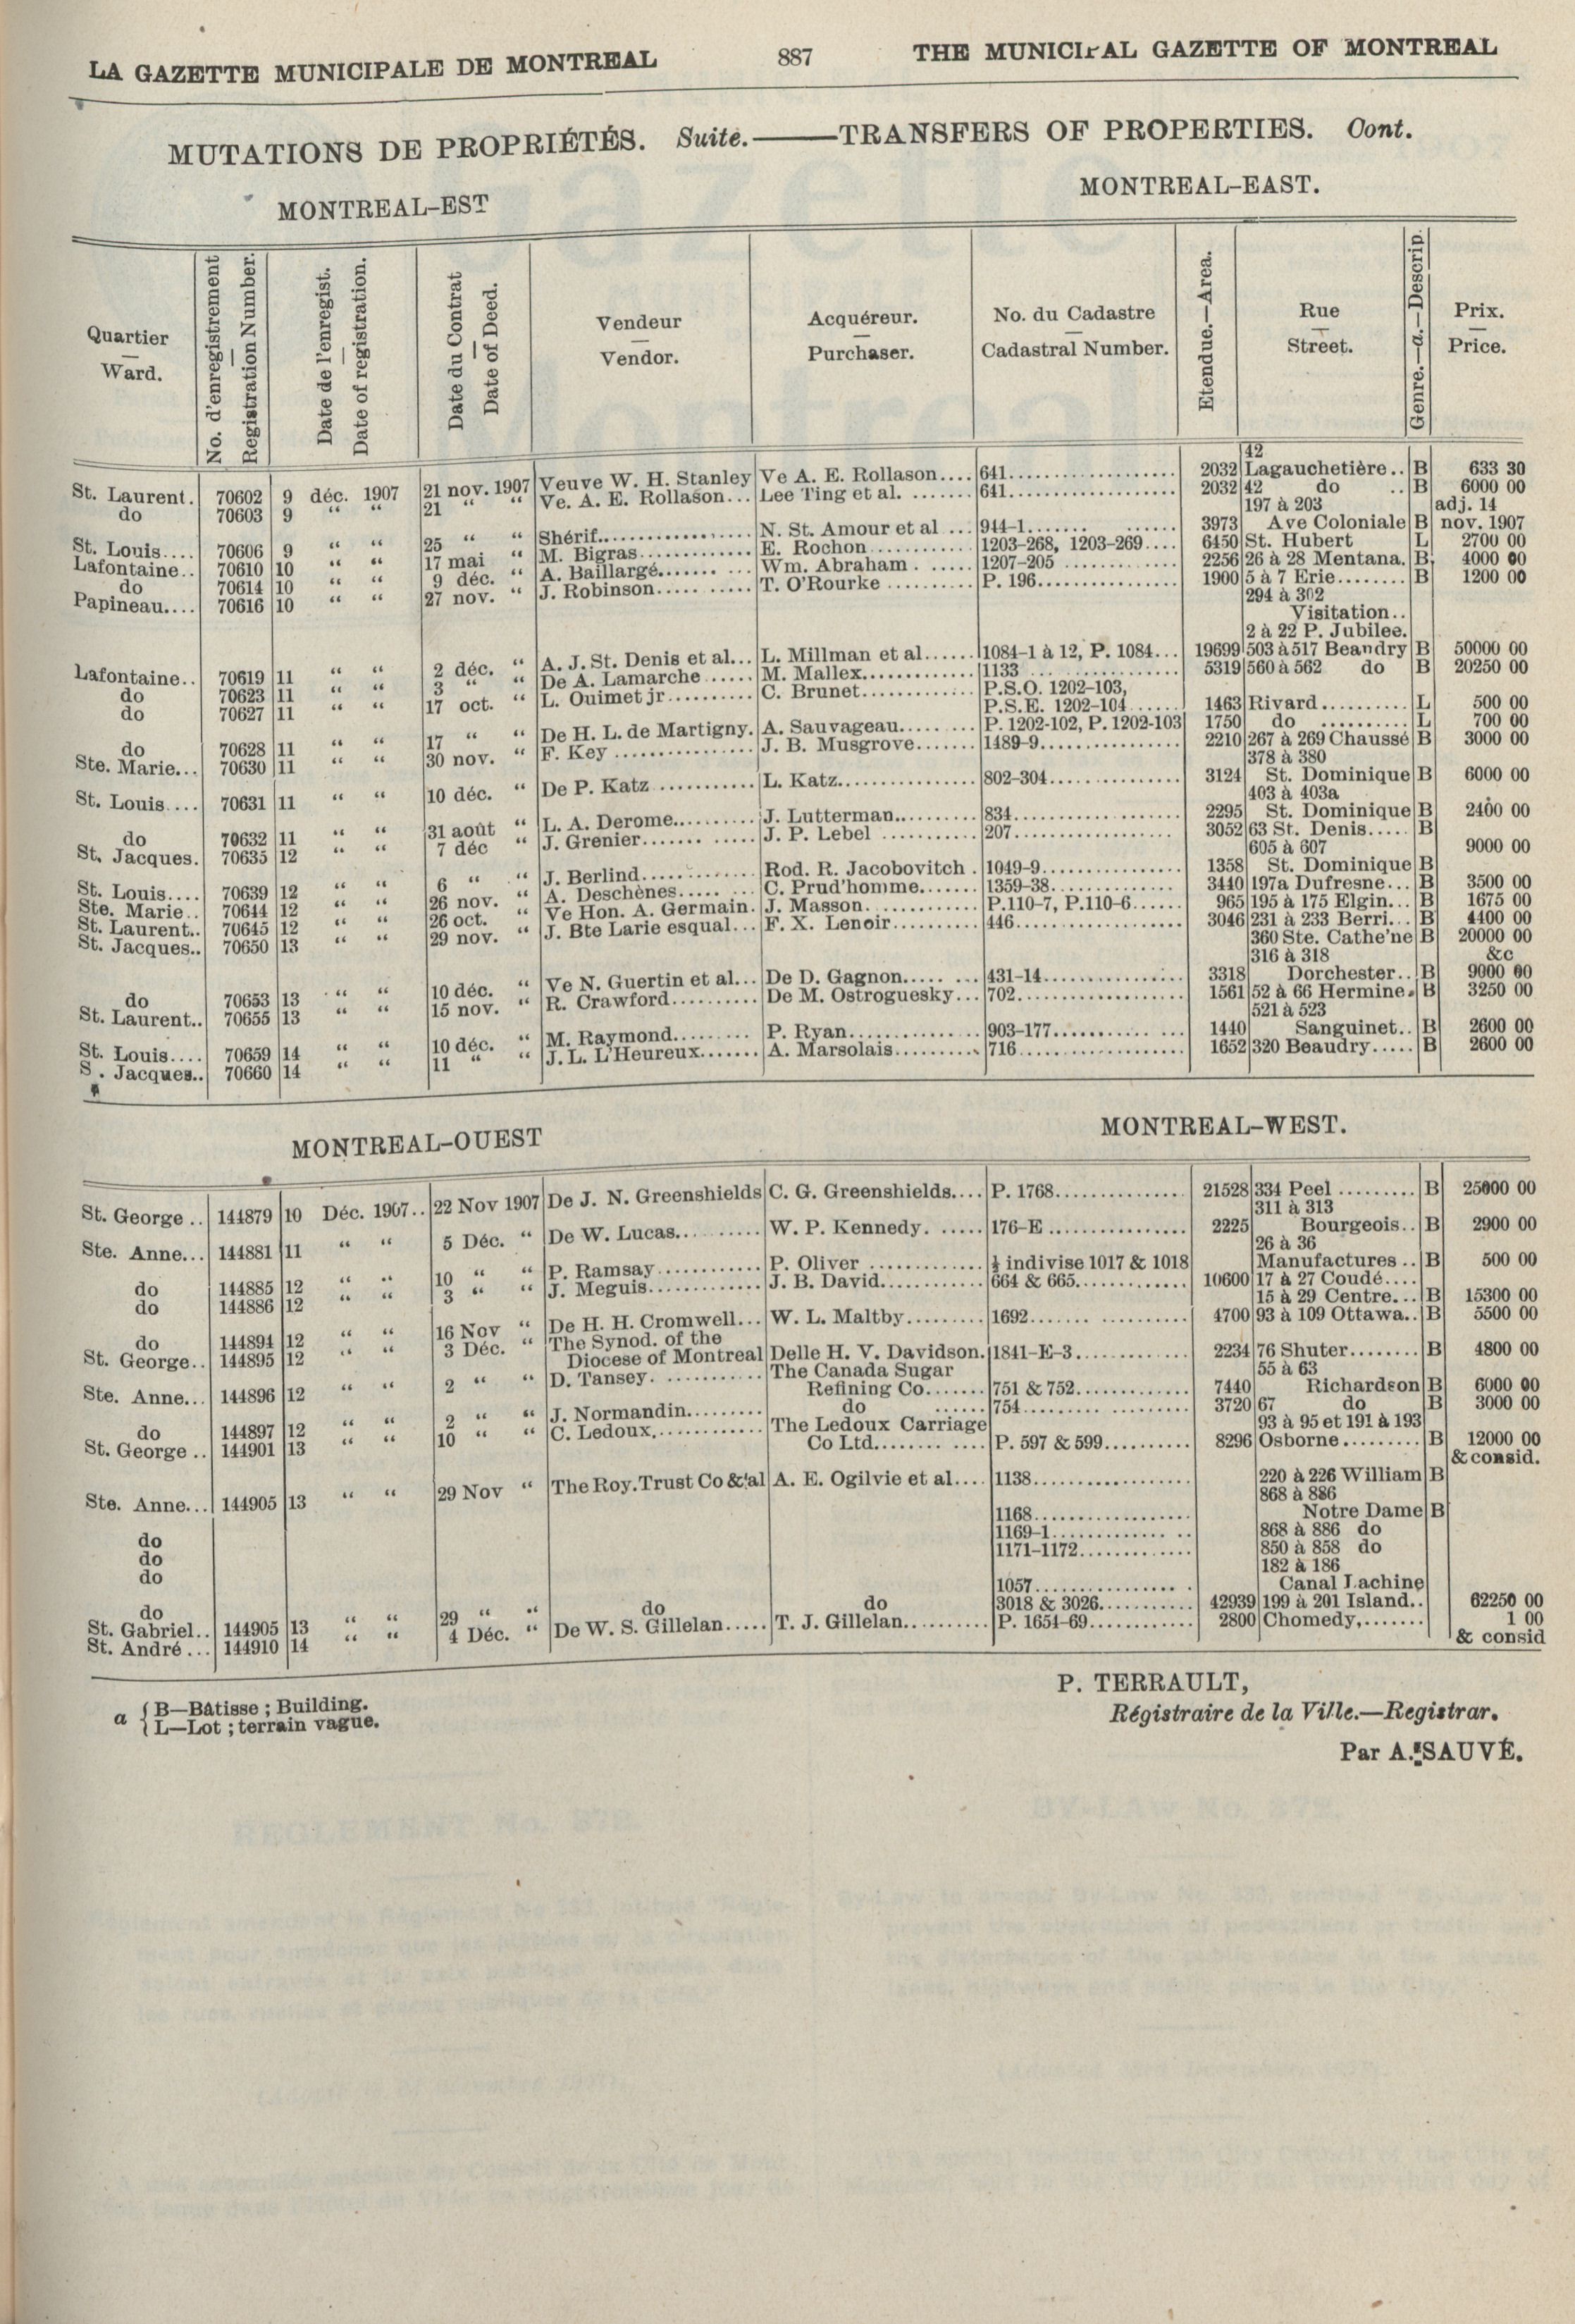 LA GAZETTE MUNICIPALE DE MONTREAL 887 THE MUNICIPAL GAZETTE OF MONTREAL
MUTATIONS DE PROPRIÉTÉS. Suite.——TRANSFERS OF PROPERTIES. Cont.
MONTREAL-EST MONTREAL-EAST.
Quartier — Ward. No. d'enregistrement — Registration Number. Date de l'enregist. — Date of registration. Date du Contrat — Date of Deed. Vendeur — Vendor. Acquéreur. — Purchaser. No. du Cadastre — Cadastral Number. Etendue.—Area. Rue — Street. Genre.—a.—Descrip. Prix. — Price.
42
St. Laurent. 70602 9 déc. 1907 21 nov. 1907 Veuve W. H. Stanley Ve A. E. Rollason.... 641 2032 Lagauchetière.. B 633 30
do 70603 9 “ “ 21 “ “ Ve. A. E. Rollason... Lee Ting et al. 641 2032 42 do .. B 6000 00
197 à 203 adj. 14
St. Louis.... 70606 9 “ “ 25 “ “ Shérif N. St. Amour et al ... 944-1 3973 Ave Coloniale B nov. 1907
Lafontaine.. 70610 10 “ “ 17 mai “ M. Bigras E. Rochon 1203-268, 1203-269.... 6450 St. Hubert L 2700 00
do 70614 10 “ “ 9 déc. “ A. Baillargé Wm. Abraham 1207-205 2256 26 à 28 Mentana. B 4000 00
Papineau.... 70616 10 “ “ 27 nov. “ J. Robinson T. O'Rourke P. 196 1900 5 à 7 Erie B 1200 00
294 à 302
Visitation..
2 à 22 P. Jubilee.
Lafontaine.. 70619 11 “ “ 2 déc. “ A. J. St. Denis et al... L. Millman et al 1084-1 à 12, P. 1084... 19699 503 à 517 Beaudry B 50000 00
do 70623 11 “ “ 3 “ “ De A. Lamarche M. Mallex 1133 5319 560 à 562 do B 20250 00
do 70627 11 “ “ 17 oct. “ L. Ouimet jr C. Brunet P.S.O. 1202-103,
P.S.E. 1202-104 1463 Rivard L 500 00
do 70628 11 “ “ 17 “ “ De H. L. de Martigny. A. Sauvageau P. 1202-102, P. 1202-103 1750 do L 700 00
Ste. Marie... 70630 11 “ “ 30 nov. “ F. Key J. B. Musgrove 1489-9 2210 267 à 269 Chaussé B 3000 00
378 à 380
St. Louis.... 70631 11 “ “ 10 déc. “ De P. Katz L. Katz 802-304 3124 St. Dominique B 6000 00
403 à 403a
do 70632 11 “ “ 31 août “ L. A. Derome J. Lutterman 834 2295 St. Dominique B 2400 00
St. Jacques. 70635 12 “ “ 7 déc “ J. Grenier J. P. Lebel 207 3052 63 St. Denis B
605 à 607 9000 00
St. Louis.... 70639 12 “ “ 6 “ “ J. Berlind Rod. R. Jacobovitch . 1049-9 1358 St. Dominique B
Ste. Marie.. 70644 12 “ “ 26 nov. “ A. Deschènes C. Prud'homme 1359-38 3440 197a Dufresne... B 3500 00
St. Laurent.. 70645 12 “ “ 26 oct. “ Ve Hon. A. Germain. J. Masson P.110-7, P.110-6 965 195 à 175 Elgin... B 1675 00
St. Jacques.. 70650 13 “ “ 29 nov. “ J. Bte Larie esqual... F. X. Lenoir 446 3046 231 à 233 Berri... B 4400 00
360 Ste. Cathe'ne B 20000 00
316 à 318 &c
do 70653 13 “ “ 10 déc. “ Ve N. Guertin et al... De D. Gagnon 431-14 3318 Dorchester.. B 9000 00
St. Laurent.. 70655 13 “ “ 15 nov. “ R. Crawford De M. Ostroguesky... 702 1561 52 à 66 Hermine. B 3250 00
521 à 523
St. Louis.... 70659 14 “ “ 10 déc. “ M. Raymond P. Ryan 903-177 1440 Sanguinet.. B 2600 00
S . Jacques.. 70660 14 “ “ 11 “ “ J. L. L'Heureux A. Marsolais 716 1652 320 Beaudry B 2600 00
MONTREAL-OUEST MONTREAL-WEST.
St. George .. 144879 10 Déc. 1907.. 22 Nov 1907 De J. N. Greenshields C. G. Greenshields.... P. 1768 21528 334 Peel B 25000 00
311 à 313
Ste. Anne... 144881 11 “ “ 5 Déc. “ De W. Lucas W. P. Kennedy. 176-E 2225 Bourgeois.. B 2900 00
26 à 36
do 144885 12 “ “ 10 “ “ P. Ramsay P. Oliver ½ indivise 1017 & 1018 Manufactures .. B 500 00
do 144886 12 “ “ 3 “ “ J. Meguis J. B. David 664 & 665 10600 17 à 27 Coudé....
15 à 29 Centre... B 15300 00
do 144894 12 “ “ 16 Nov “ De H. H. Cromwell... W. L. Maltby 1692 4700 93 à 109 Ottawa.. B 5500 00
St. George.. 144895 12 “ “ 3 Déc. “ The Synod. of the
Diocese of Montreal Delle H. V. Davidson. 1841-E-3 2234 76 Shuter B 4800 00
Ste. Anne... 144896 12 “ “ 2 “ “ D. Tansey. The Canada Sugar 55 à 63
Refining Co 751 & 752 7440 Richardson B 6000 00
do 144897 12 “ “ 2 “ “ J. Normandin do 754 3720 67 do B 3000 00
St. George .. 144901 13 “ “ 10 “ “ C. Ledoux, The Ledoux Carriage 93 à 95 et 191 à 193
Co Ltd P. 597 & 599 8296 Osborne B 12000 00
& consid.
Ste. Anne... 144905 13 “ “ 29 Nov “ The Roy. Trust Co & al A. E. Ogilvie et al.... 1138 220 à 226 William B
868 à 886
do 1168 Notre Dame B
do 1169-1 868 à 886 do
do 1171-1172 850 à 858 do
182 à 186
do 1057 Canal Lachine
St. Gabriel.. 144905 13 “ “ 29 “ “ do do 3018 & 3026 42939 199 à 201 Island.. 62250 00
St. André ... 144910 14 “ “ 4 Déc. “ De W. S. Gillelan T. J. Gillelan P. 1654-69 2800 Chomedy, 1 00
& consid
a { B—Bâtisse ; Building.
L—Lot ; terrain vague.
P. TERRAULT,
Régistraire de la Ville.—Registrar.
Par A. SAUVÉ.